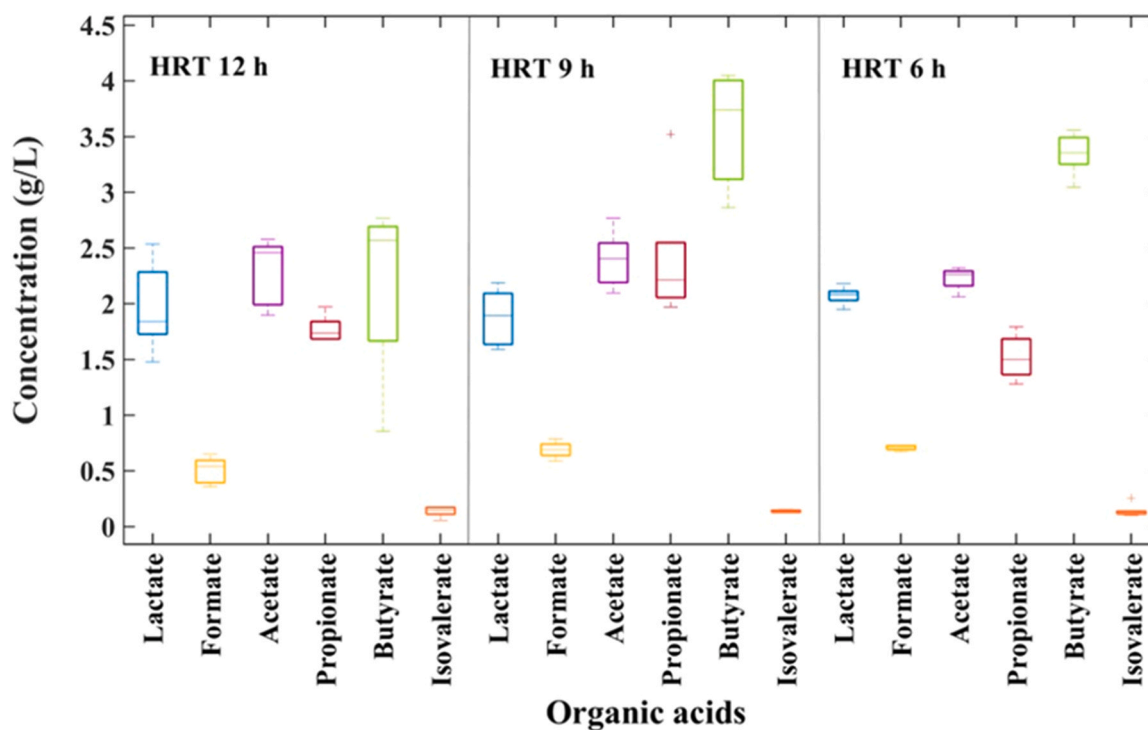 Concentration (g/L)
4.5
4
3.5
3
2.5
2
1.5
1
0.5
0
HRT 12 h
HRT 9 h
HRT 6 h
Lactate
Formate
Acetate
Propionate
Butyrate
Isovalerate
Lactate
Formate
Acetate
Propionate
Butyrate
Isovalerate
Lactate
Formate
Acetate
Propionate
Butyrate
Isovalerate
Organic acids